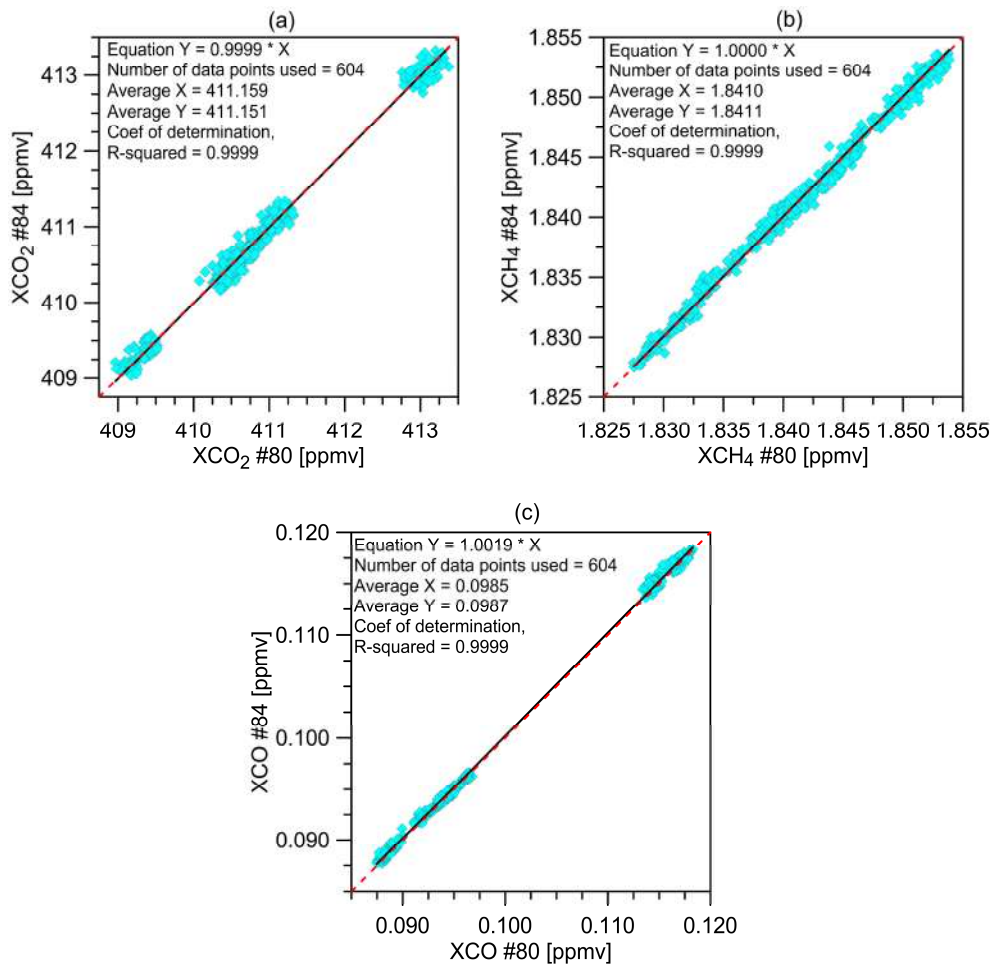 (a)
Equation Y = 0.9999 * X
Number of data points used = 604
Average X = 411.159
Average Y = 411.151
Coef of determination,
R-squared = 0.9999
413
412
411
410
409
XCO₂ #84 [ppmv]
409 410 411 412 413
XCO₂ #80 [ppmv]
(b)
Equation Y = 1.0000 * X
Number of data points used = 604
Average X = 1.8410
Average Y = 1.8411
Coef of determination,
R-squared = 0.9999
1.855
1.850
1.845
1.840
1.835
1.830
1.825
XCH₄ #84 [ppmv]
1.825 1.830 1.835 1.840 1.845 1.850 1.855
XCH₄ #80 [ppmv]
(c)
Equation Y = 1.0019 * X
Number of data points used = 604
Average X = 0.0985
Average Y = 0.0987
Coef of determination,
R-squared = 0.9999
0.120
0.110
0.100
0.090
XCO #84 [ppmv]
0.090 0.100 0.110 0.120
XCO #80 [ppmv]